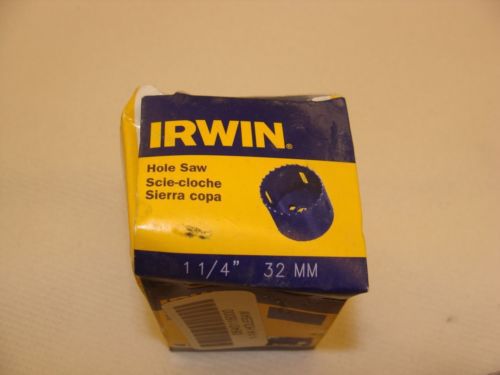 IRWIN®
Hole Saw
Scie-cloche
Sierra copa
1 1/4" 32 MM